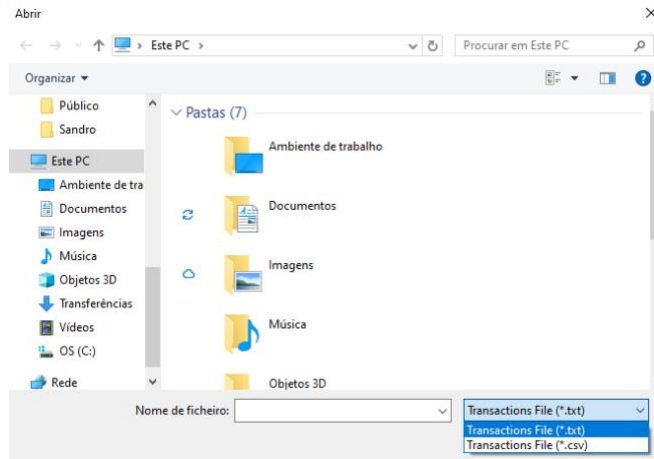 Abrir
Este PC
Procurar em Este PC
Organizar
Público
Sandro
Este PC
Ambiente de tra
Documentos
Imagens
Música
Objetos 3D
Transferências
Vídeos
OS (C:)
Rede
Pastas (7)
Ambiente de trabalho
Documentos
Imagens
Música
Objetos 3D
Nome de ficheiro:
Transactions File (*.txt)
Transactions File (*.txt)
Transactions File (*.csv)